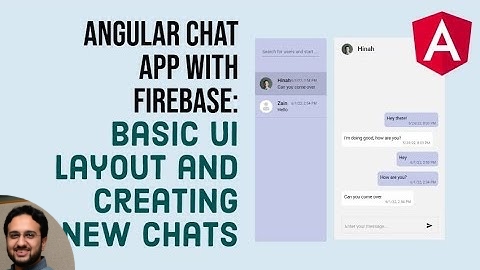 ANGULAR CHAT
APP WITH
FIREBASE:
BASIC UI
LAYOUT AND
CREATING
NEW CHATS
Search for users and start ...
Hinah
Can you come over
Zain
Hello
Hinah
Hey there!
I'm doing good, how are you?
Hey
How are you?
Can you come over
Enter your message...
A